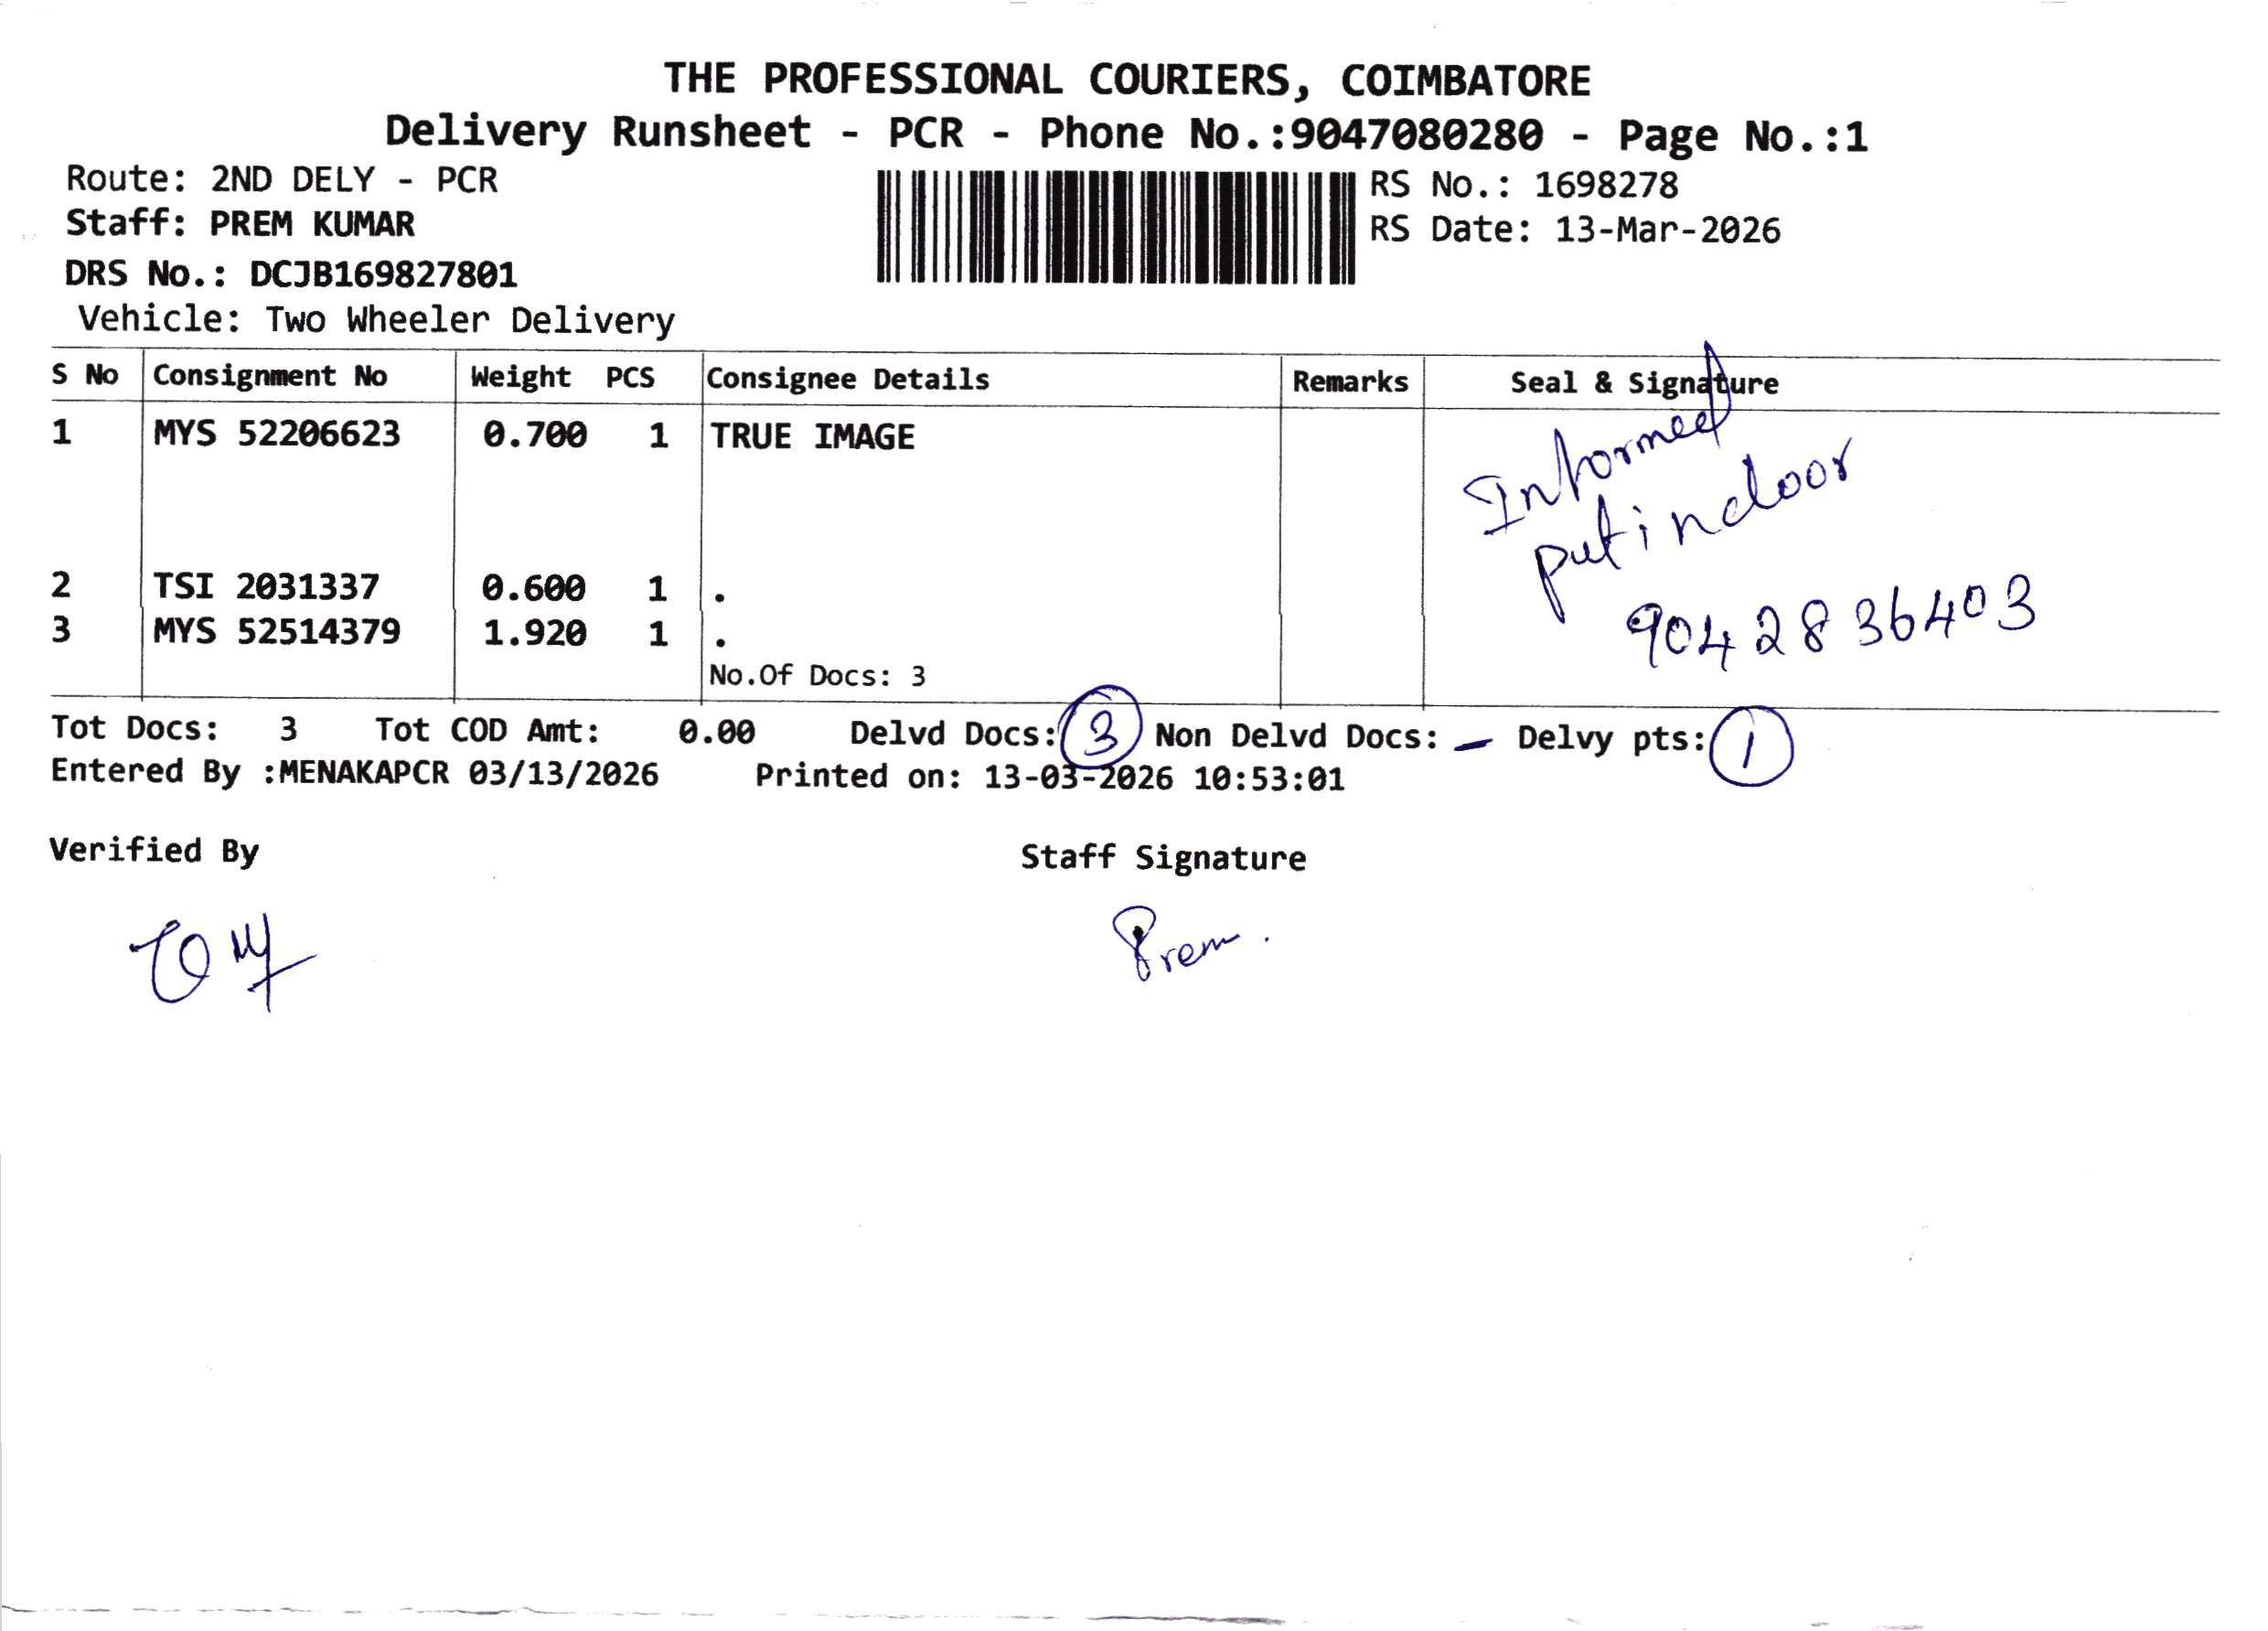 THE PROFESSIONAL COURIERS, COIMBATORE
Delivery Runsheet - PCR - Phone No.:9047080280 - Page No.:1
Route: 2ND DELY - PCR
RS No.: 1698278
Staff: PREM KUMAR
RS Date: 13-Mar-2026
DRS No.: DCJB169827801
Vehicle: Two Wheeler Delivery
S No Consignment No Weight PCS Consignee Details Remarks Seal & Signature
1 MYS 52206623 0.700 1 TRUE IMAGE
Informed
put indoor
2 TSI 2031337 0.600 1 .
9042836403
3 MYS 52514379 1.920 1 .
No.Of Docs: 3
Tot Docs: 3 Tot COD Amt: 0.00 Delvd Docs: 3 Non Delvd Docs: - Delvy pts: 1
Entered By :MENAKAPCR 03/13/2026 Printed on: 13-03-2026 10:53:01
Verified By Staff Signature
Prem.